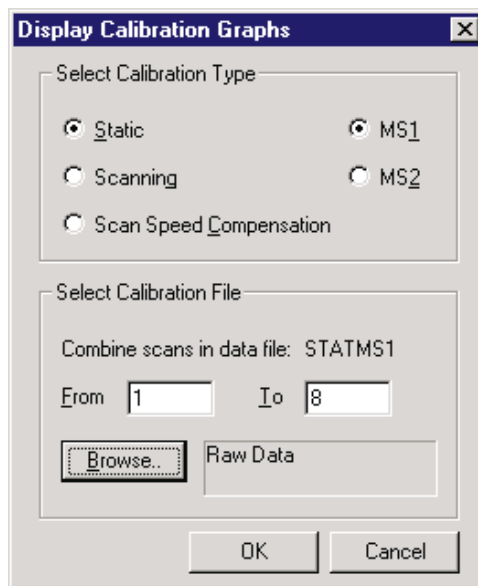 Display Calibration Graphs
Select Calibration Type
Static MS1
Scanning MS2
Scan Speed Compensation
Select Calibration File
Combine scans in data file: STATMS1
From 1 To 8
Browse.. Raw Data
OK Cancel